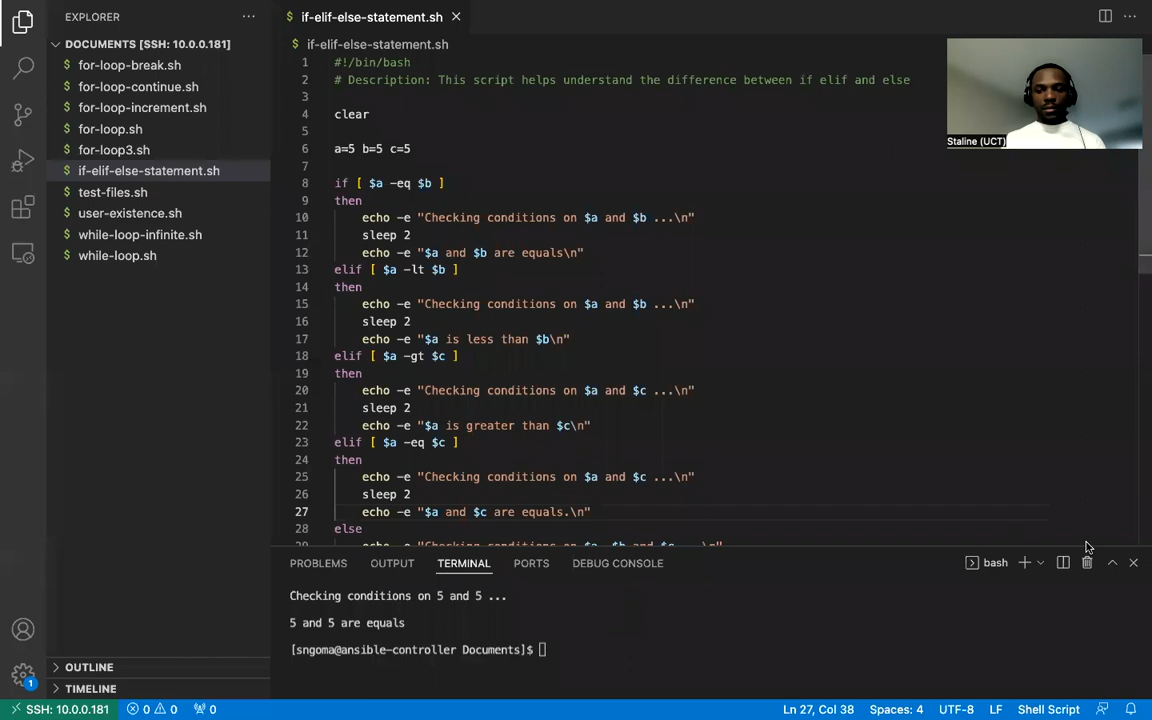 EXPLORER
DOCUMENTS [SSH: 10.0.0.181]
for-loop-break.sh
for-loop-continue.sh
for-loop-increment.sh
for-loop.sh
for-loop3.sh
if-elif-else-statement.sh
test-files.sh
user-existence.sh
while-loop-infinite.sh
while-loop.sh
OUTLINE
TIMELINE
if-elif-else-statement.sh
if-elif-else-statement.sh
1 #!/bin/bash
2 # Description: This script helps understand the difference between if elif and else
3
4 clear
5
6 a=5 b=5 c=5
7
8 if [ $a -eq $b ]
9 then
10 echo -e "Checking conditions on $a and $b ...\n"
11 sleep 2
12 echo -e "$a and $b are equals\n"
13 elif [ $a -lt $b ]
14 then
15 echo -e "Checking conditions on $a and $b ...\n"
16 sleep 2
17 echo -e "$a is less than $b\n"
18 elif [ $a -gt $c ]
19 then
20 echo -e "Checking conditions on $a and $c ...\n"
21 sleep 2
22 echo -e "$a is greater than $c\n"
23 elif [ $a -eq $c ]
24 then
25 echo -e "Checking conditions on $a and $c ...\n"
26 sleep 2
27 echo -e "$a and $c are equals.\n"
28 else
Staline (UCT)
PROBLEMS OUTPUT TERMINAL PORTS DEBUG CONSOLE
bash
Checking conditions on 5 and 5 ...
5 and 5 are equals
[sngoma@ansible-controller Documents]$
1
SSH: 10.0.0.181 0 0 0 Ln 27, Col 38 Spaces: 4 UTF-8 LF Shell Script